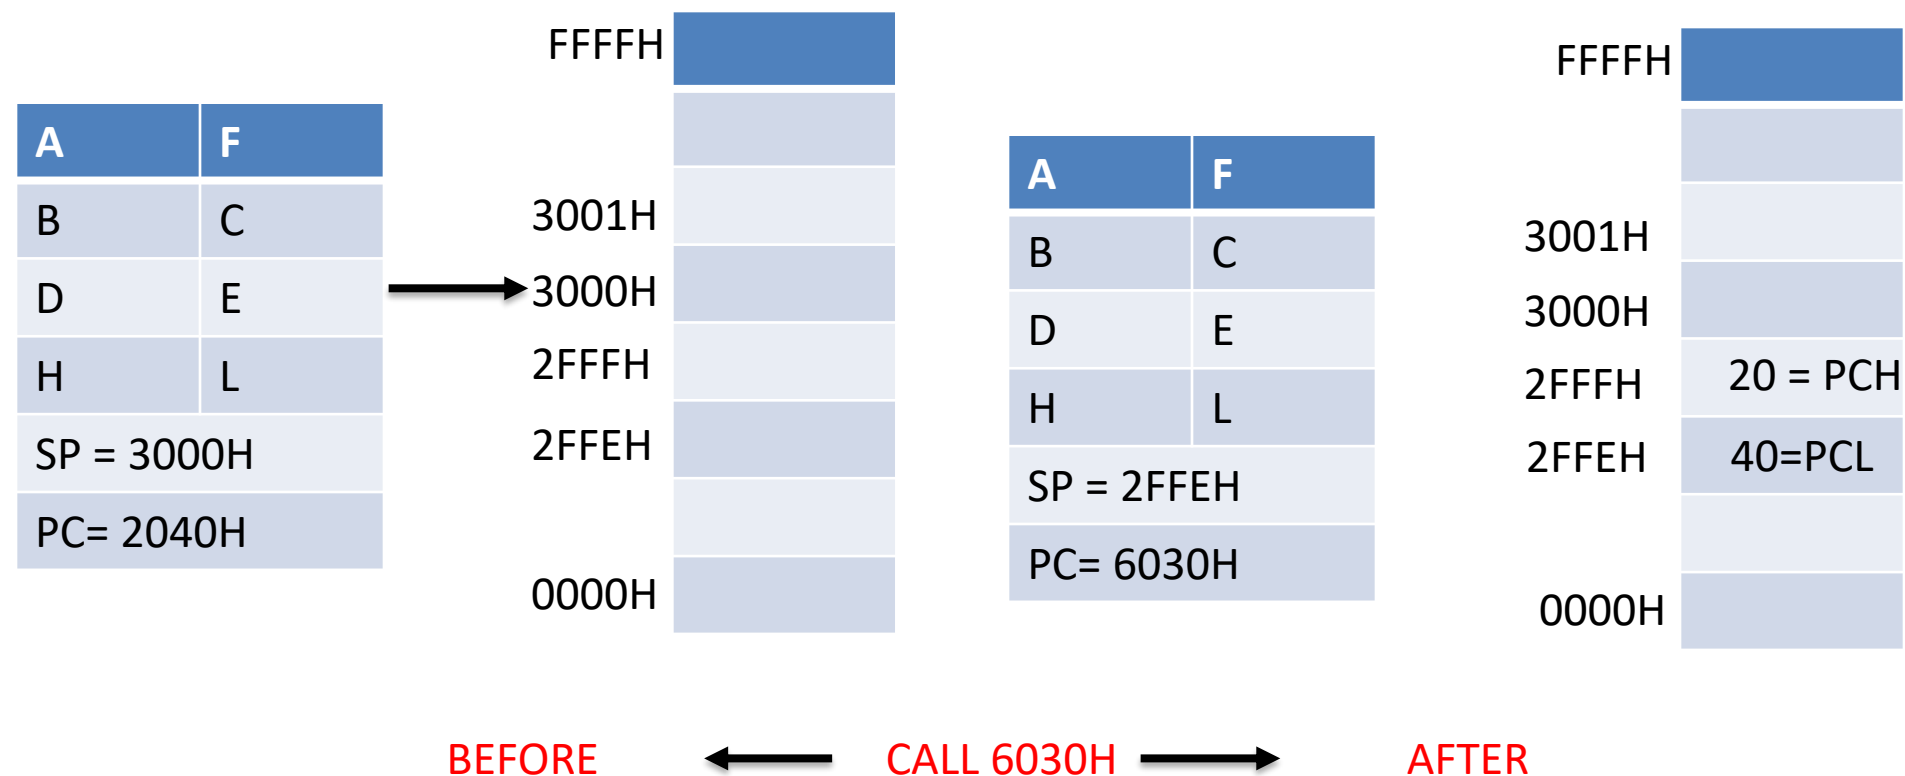 A F
B C
D E
H L
SP = 3000H
PC= 2040H
FFFFH
3001H
3000H
2FFFH
2FFEH
0000H
A F
B C
D E
H L
SP = 2FFEH
PC= 6030H
FFFFH
3001H
3000H
2FFFH 20 = PCH
2FFEH 40=PCL
0000H
BEFORE CALL 6030H AFTER